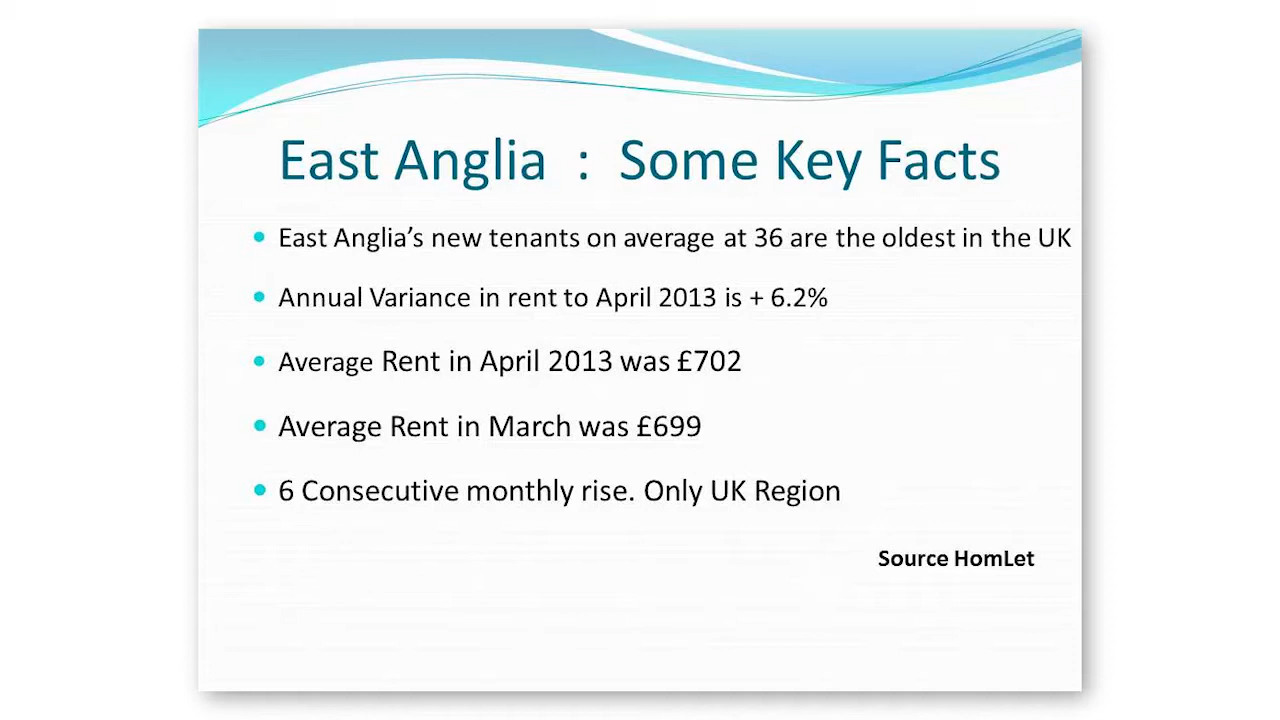 East Anglia : Some Key Facts
• East Anglia’s new tenants on average at 36 are the oldest in the UK
• Annual Variance in rent to April 2013 is + 6.2%
• Average Rent in April 2013 was £702
• Average Rent in March was £699
• 6 Consecutive monthly rise. Only UK Region
Source HomLet